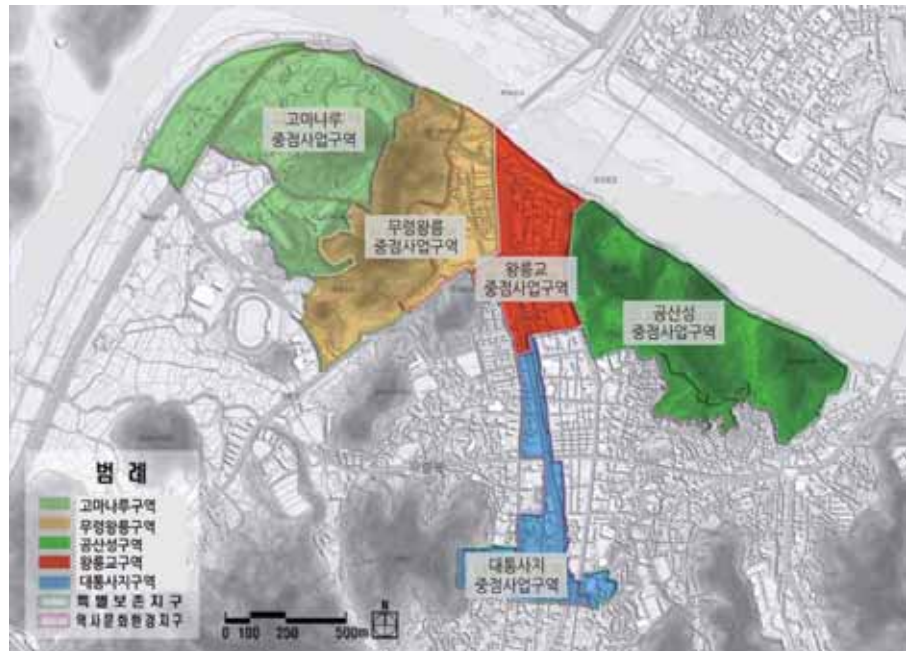 고마나루
중점사업구역
무령왕릉
중점사업구역
왕릉교
중점사업구역
공산성
중점사업구역
대통사지
중점사업구역
범 례
고마나루구역
무령왕릉구역
공산성구역
왕릉교구역
대통사지구역
특별보존지구
역사문화환경지구
0 100 250 500m
N